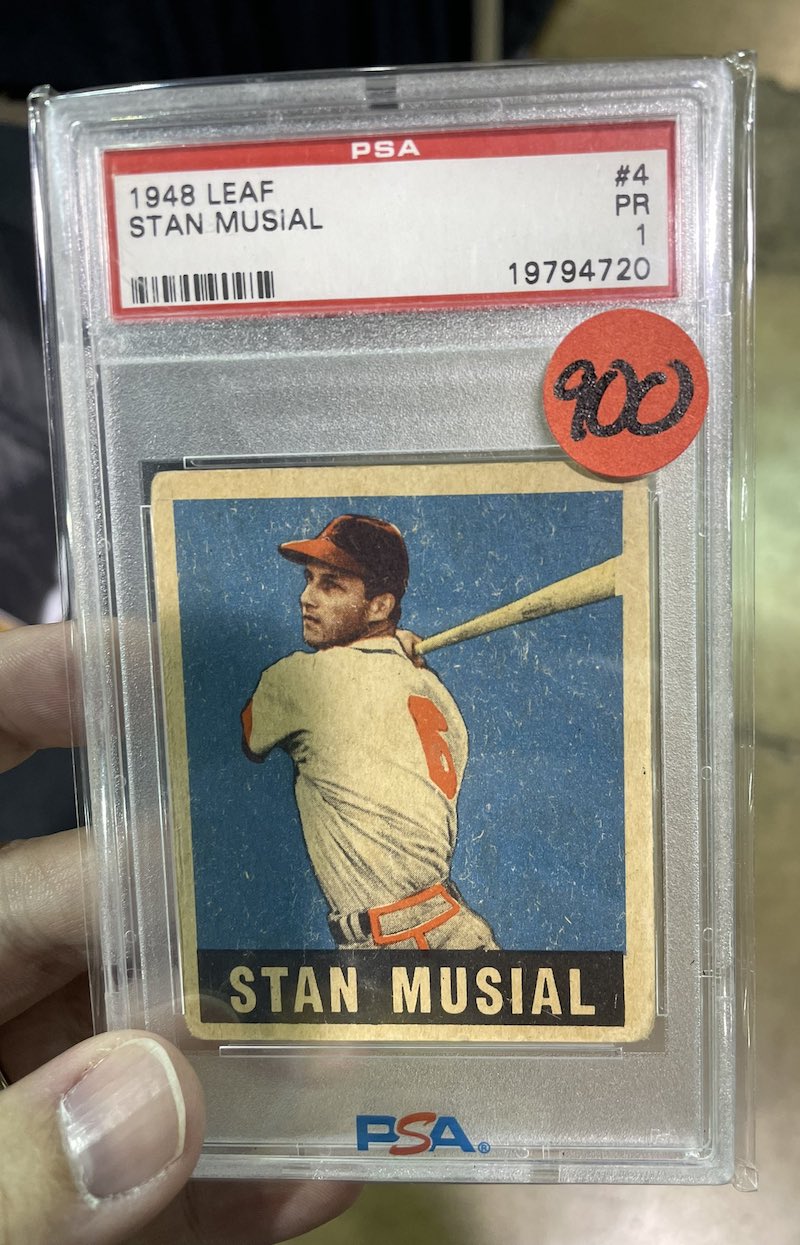 PSA
1948 LEAF
STAN MUSIAL
#4
PR
1
19794720
900
6
STAN MUSIAL
PSA®